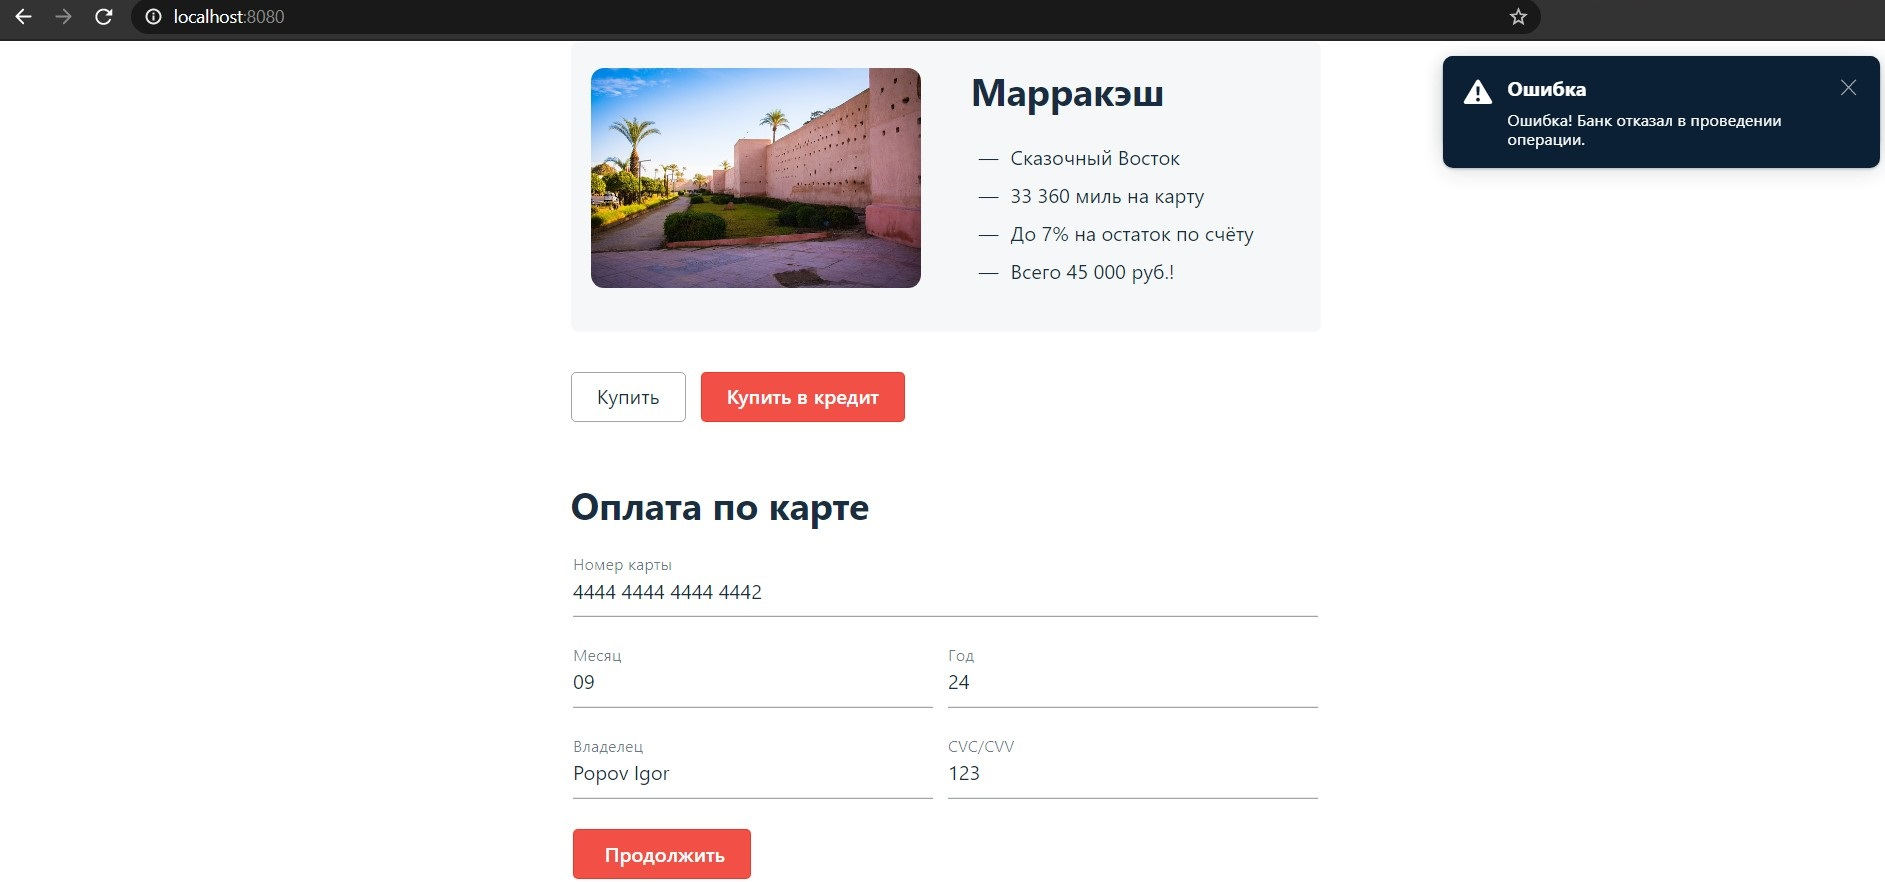 localhost:8080
Марракэш
— Сказочный Восток
— 33 360 миль на карту
— До 7% на остаток по счёту
— Всего 45 000 руб.!
Ошибка
Ошибка! Банк отказал в проведении
операции.
Купить
Купить в кредит
Оплата по карте
Номер карты
4444 4444 4444 4442
Месяц
09
Год
24
Владелец
Popov Igor
CVC/CVV
123
Продолжить